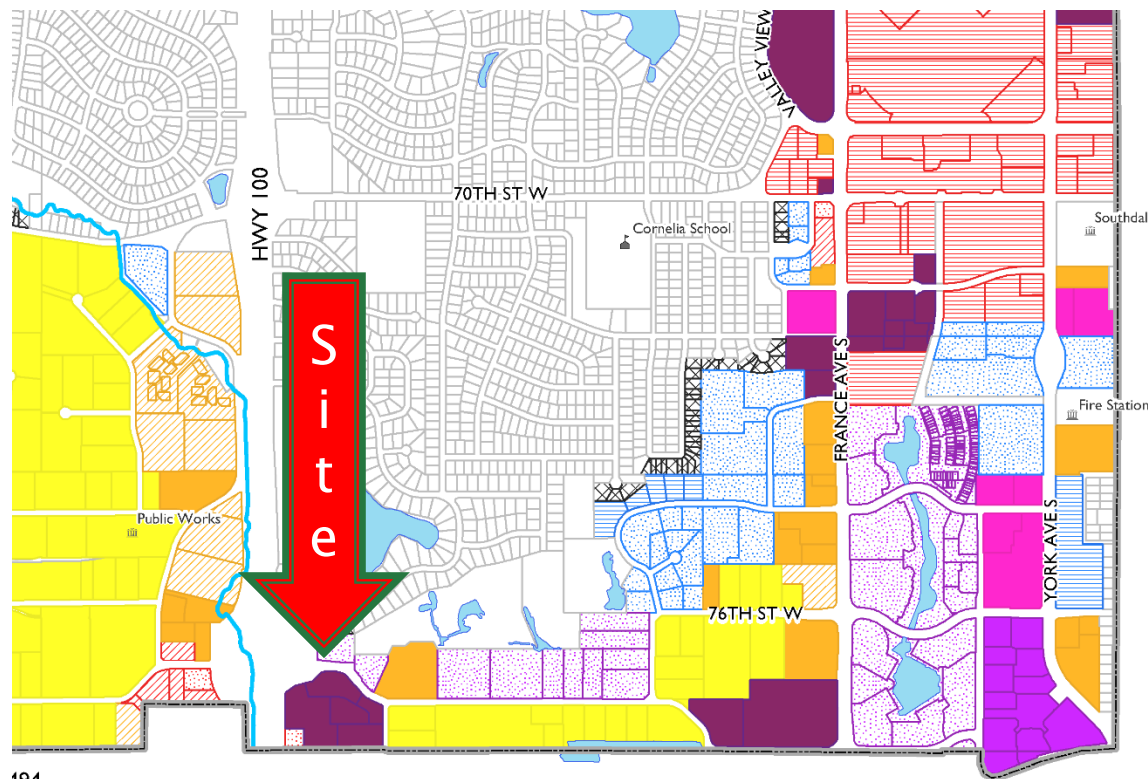 VALLEY VIEW
70TH ST W
HWY 100
Cornelia School
Southdal
Site
FRANCE AVE S
Fire Station
Public Works
YORK AVE S
76TH ST W
494